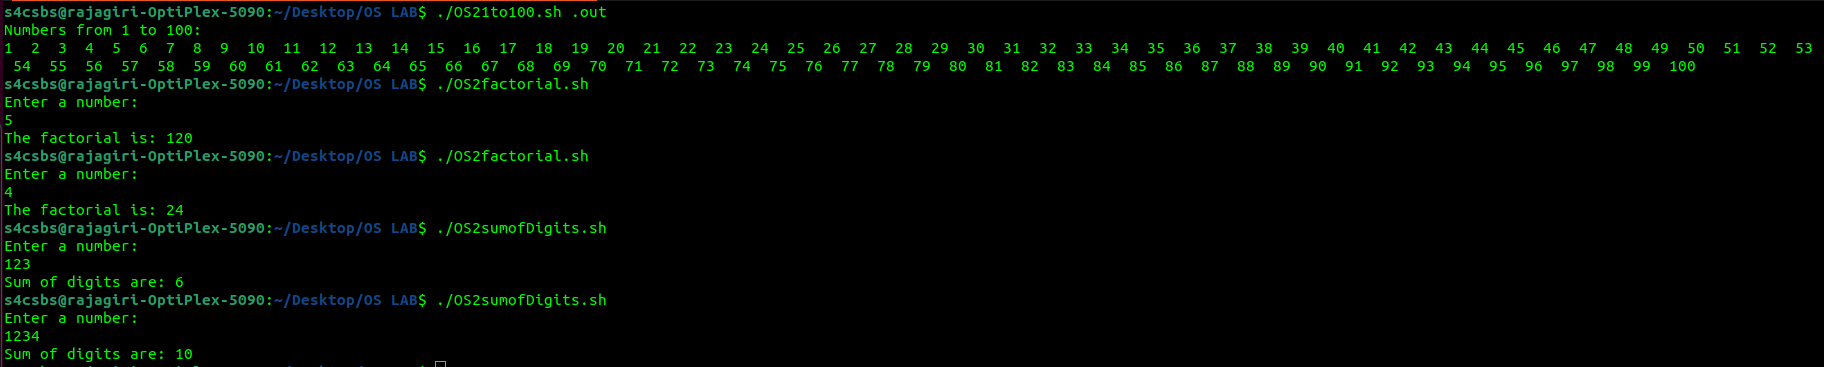 s4csbs@rajagiri-OptiPlex-5090:~/Desktop/OS LAB$ ./OS21to100.sh .out
Numbers from 1 to 100:
1  2  3  4  5  6  7  8  9  10  11  12  13  14  15  16  17  18  19  20  21  22  23  24  25  26  27  28  29  30  31  32  33  34  35  36  37  38  39  40  41  42  43  44  45  46  47  48  49  50  51  52  53
54  55  56  57  58  59  60  61  62  63  64  65  66  67  68  69  70  71  72  73  74  75  76  77  78  79  80  81  82  83  84  85  86  87  88  89  90  91  92  93  94  95  96  97  98  99  100
s4csbs@rajagiri-OptiPlex-5090:~/Desktop/OS LAB$ ./OS2factorial.sh
Enter a number:
5
The factorial is: 120
s4csbs@rajagiri-OptiPlex-5090:~/Desktop/OS LAB$ ./OS2factorial.sh
Enter a number:
4
The factorial is: 24
s4csbs@rajagiri-OptiPlex-5090:~/Desktop/OS LAB$ ./OS2sumofDigits.sh
Enter a number:
123
Sum of digits are: 6
s4csbs@rajagiri-OptiPlex-5090:~/Desktop/OS LAB$ ./OS2sumofDigits.sh
Enter a number:
1234
Sum of digits are: 10